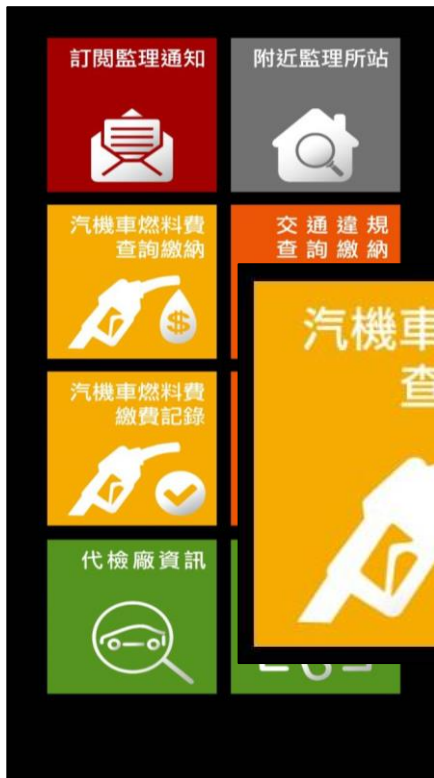 訂閱監理通知
附近監理所站
汽機車燃料費
查詢繳納
$
交通違規
查詢繳納
汽機車燃料費
繳費記錄
代檢廠資訊
汽機車
查